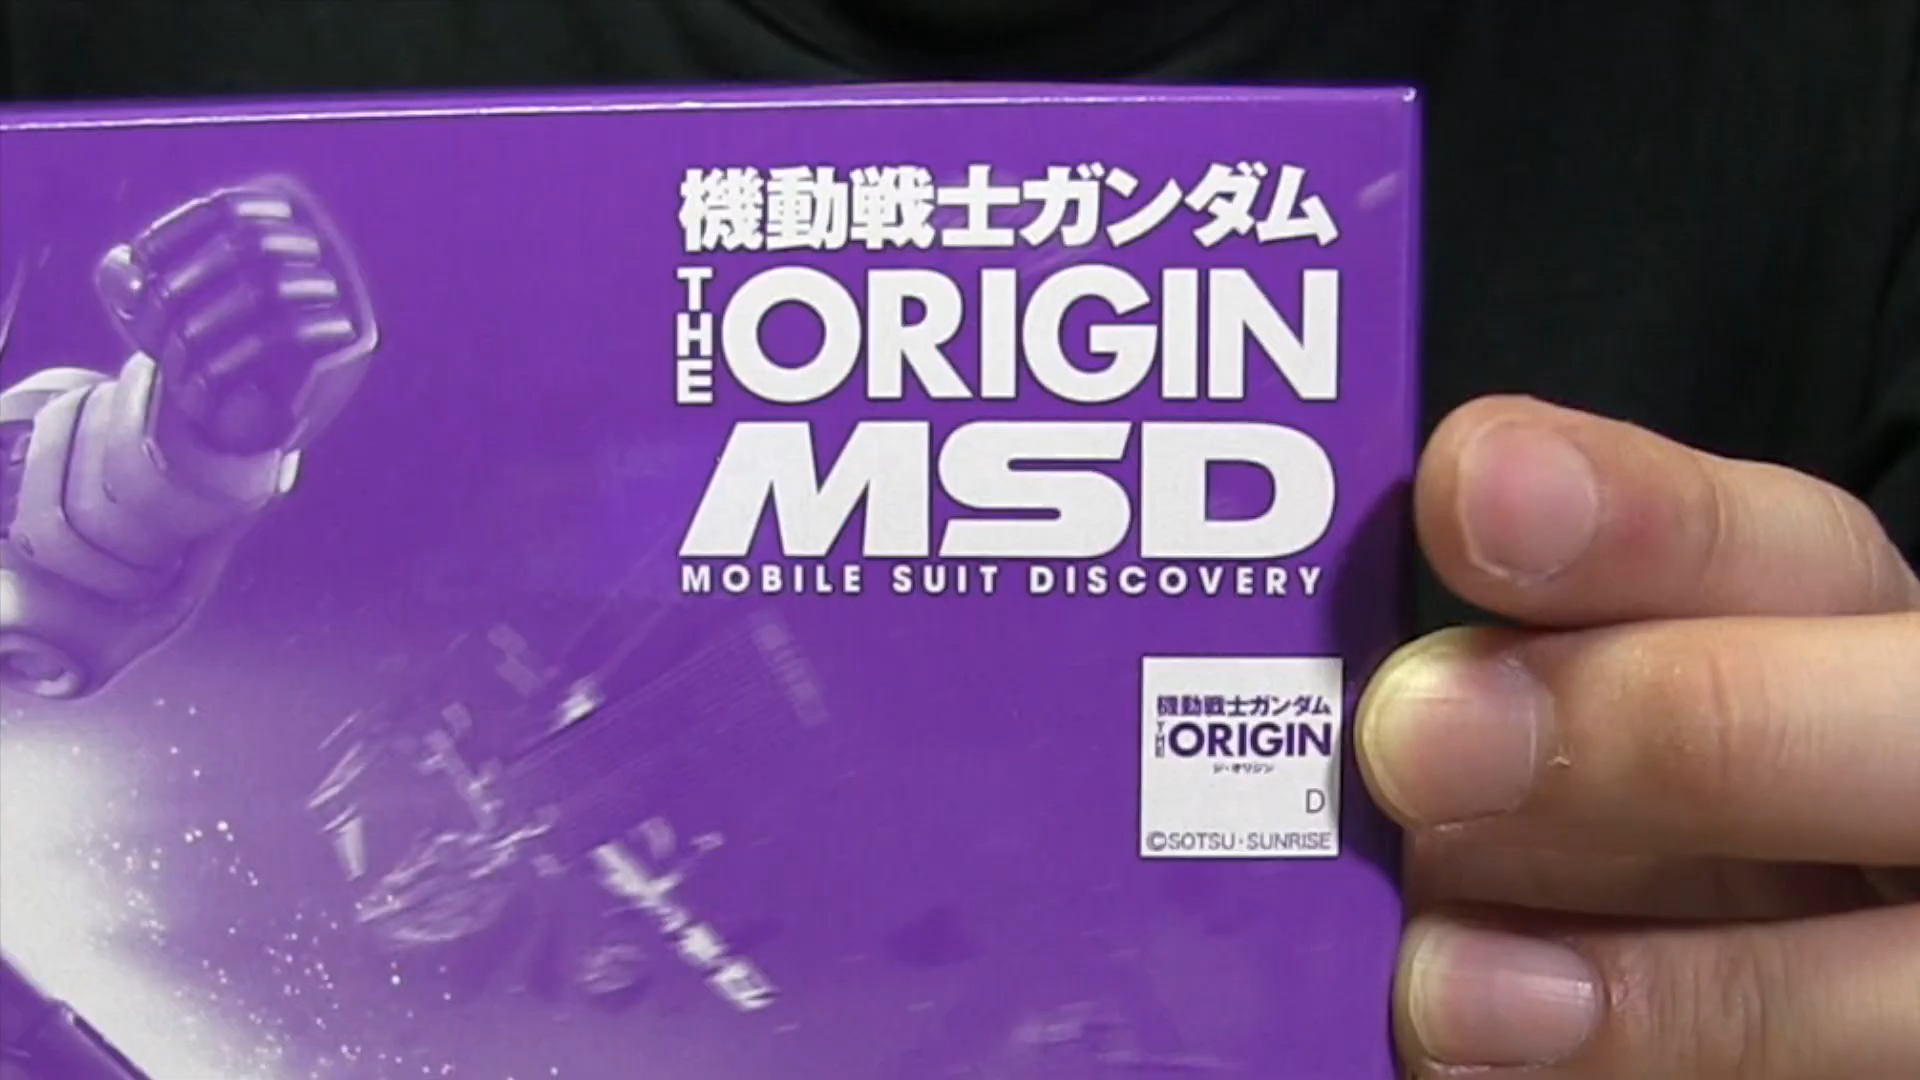 機動戦士ガンダム
THE ORIGIN
MSD
MOBILE SUIT DISCOVERY
機動戦士ガンダム
THE ORIGIN
ジ・オリジン
D
©SOTSU・SUNRISE